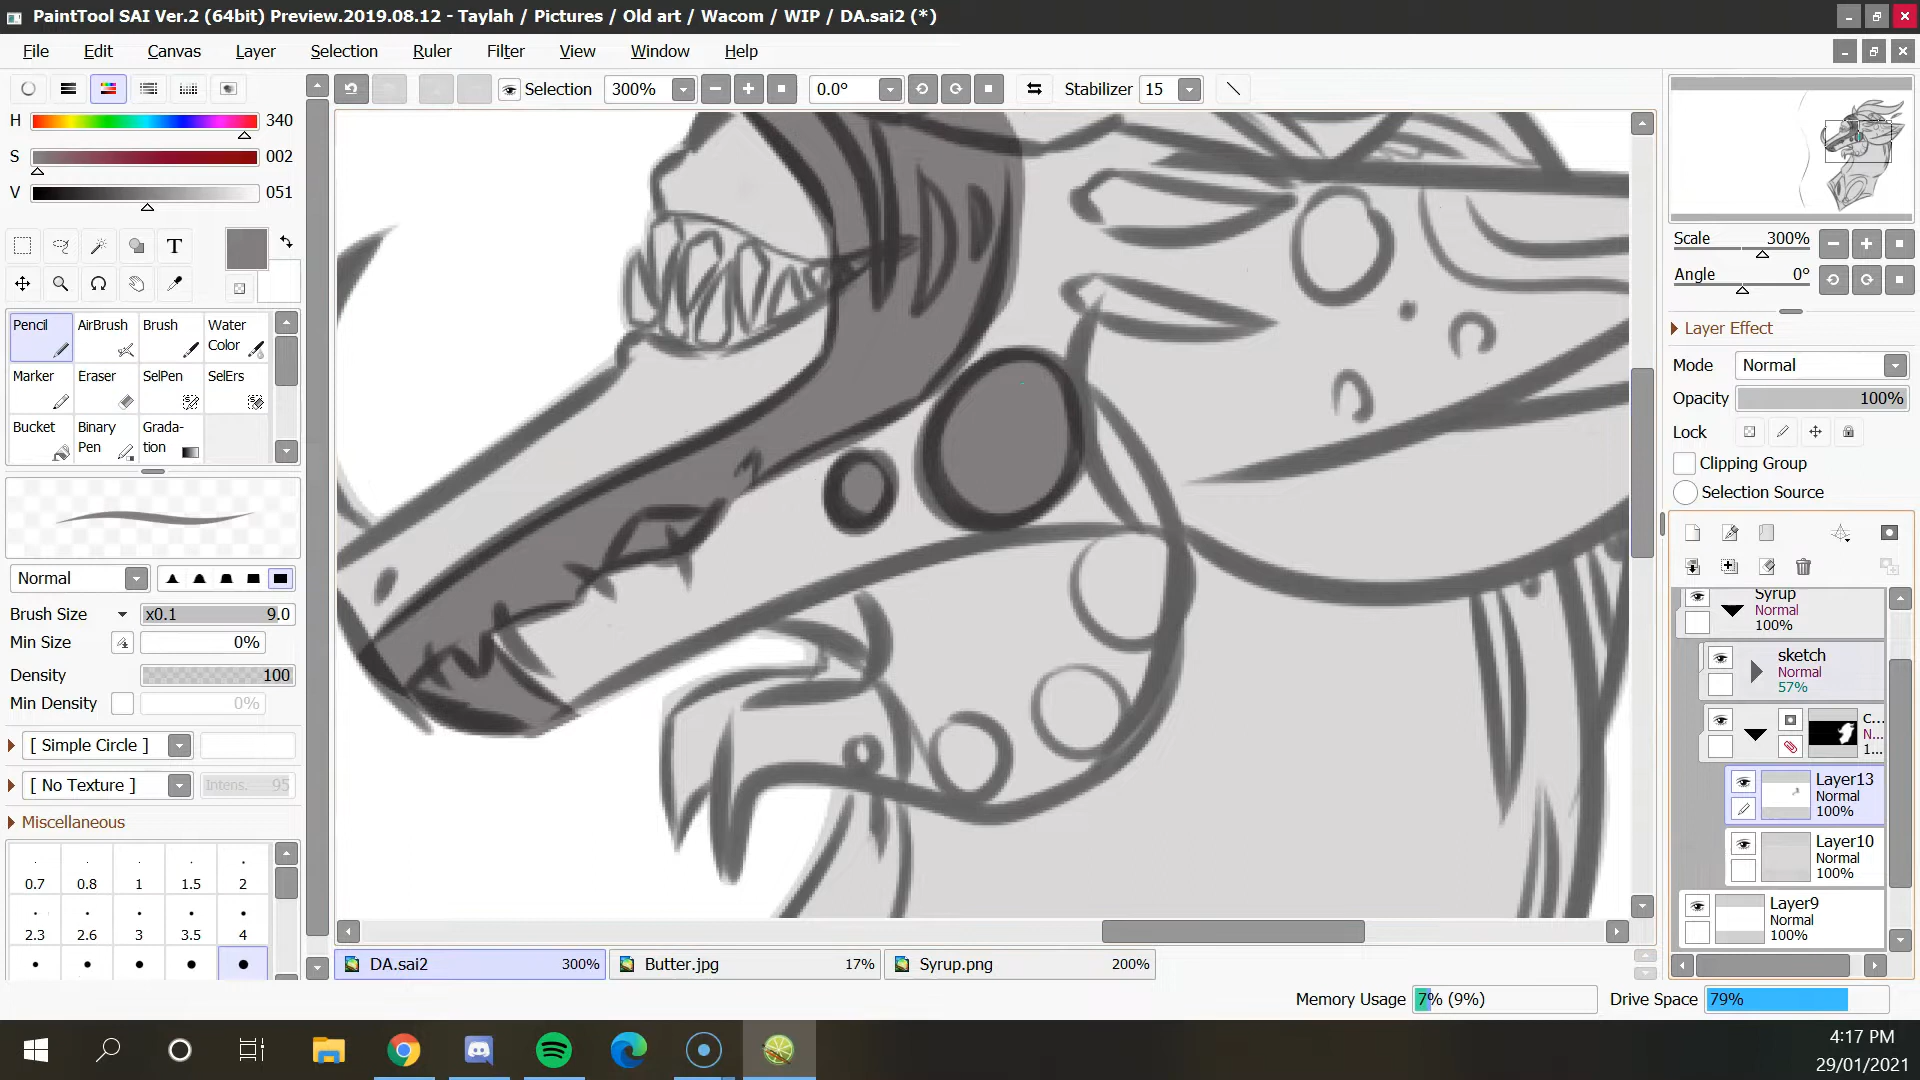 PaintTool SAI Ver.2 (64bit) Preview.2019.08.12 - Taylah / Pictures / Old art / Wacom / WIP / DA.sai2 (*)
File Edit Canvas Layer Selection Ruler Filter View Window Help
Selection 300% 0.0° Stabilizer 15
H 340
S 002
V 051
T
Pencil AirBrush Brush Water Color
Marker Eraser SelPen SelErs
Bucket Binary Pen Grada-tion
Normal
Brush Size x0.1 9.0
Min Size 0%
Density 100
Min Density 0%
[ Simple Circle ]
[ No Texture ] Intens. 95
Miscellaneous
0.7 0.8 1 1.5 2
2.3 2.6 3 3.5 4
Scale 300%
Angle 0°
Layer Effect
Mode Normal
Opacity 100%
Lock
Clipping Group
Selection Source
Syrup
Normal
100%
sketch
Normal
57%
C...
N...
1...
Layer13
Normal
100%
Layer10
Normal
100%
Layer9
Normal
100%
DA.sai2 300% Butter.jpg 17% Syrup.png 200%
Memory Usage 7% (9%) Drive Space 79%
4:17 PM
29/01/2021